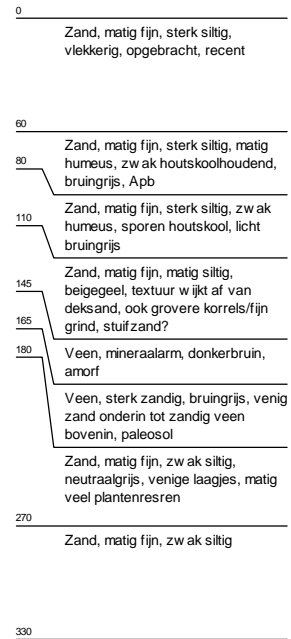 0
Zand, matig fijn, sterk siltig,
vlekkerig, opgebracht, recent
60
Zand, matig fijn, sterk siltig, matig
humeus, zwak houtskoolhoudend,
bruingrijs, Apb
80
Zand, matig fijn, sterk siltig, zwak
humeus, sporen houtskool, licht
bruingrijs
110
Zand, matig fijn, matig siltig,
beigegeel, textuur wijkt af van
deksand, ook grovere korrels/fijn
grind, stuifzand?
145
Veen, mineraalarm, donkerbruin,
amorf
165
Veen, sterk zandig, bruingrijs, venig
zand onderin tot zandig veen
bovenin, paleosol
180
Zand, matig fijn, zwak siltig,
neutraalgrijs, venige laagjes, matig
veel plantenresren
270
Zand, matig fijn, zwak siltig
330